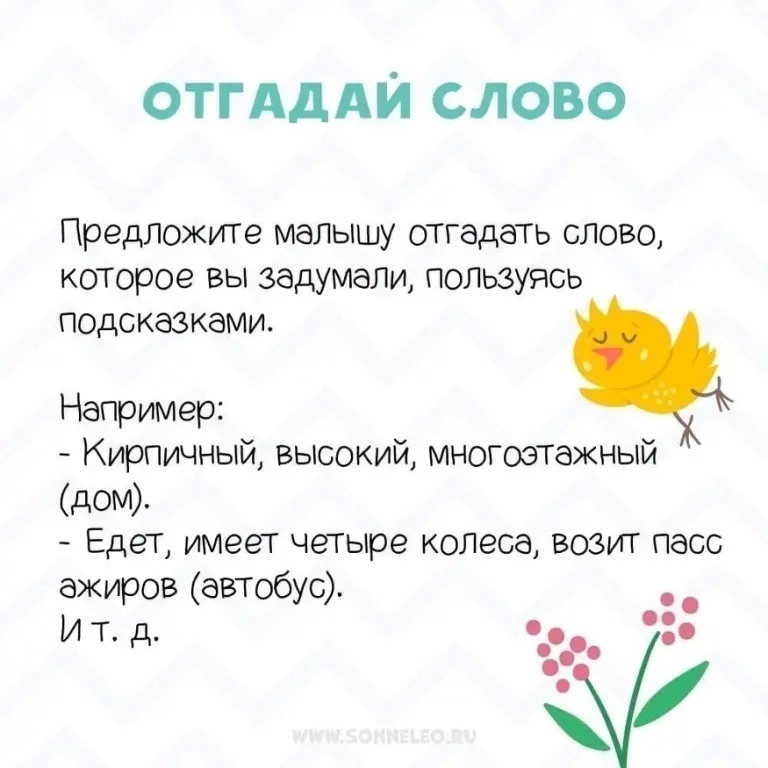 ОТГАДАЙ СЛОВО
Предложите малышу отгадать слово,
которое вы задумали, пользуясь
подсказками.
Например:
- Кирпичный, высокий, многоэтажный
(дом).
- Едет, имеет четыре колеса, возит пасс
ажиров (автобус).
И т. д.
WWW.SONNELEO.RU